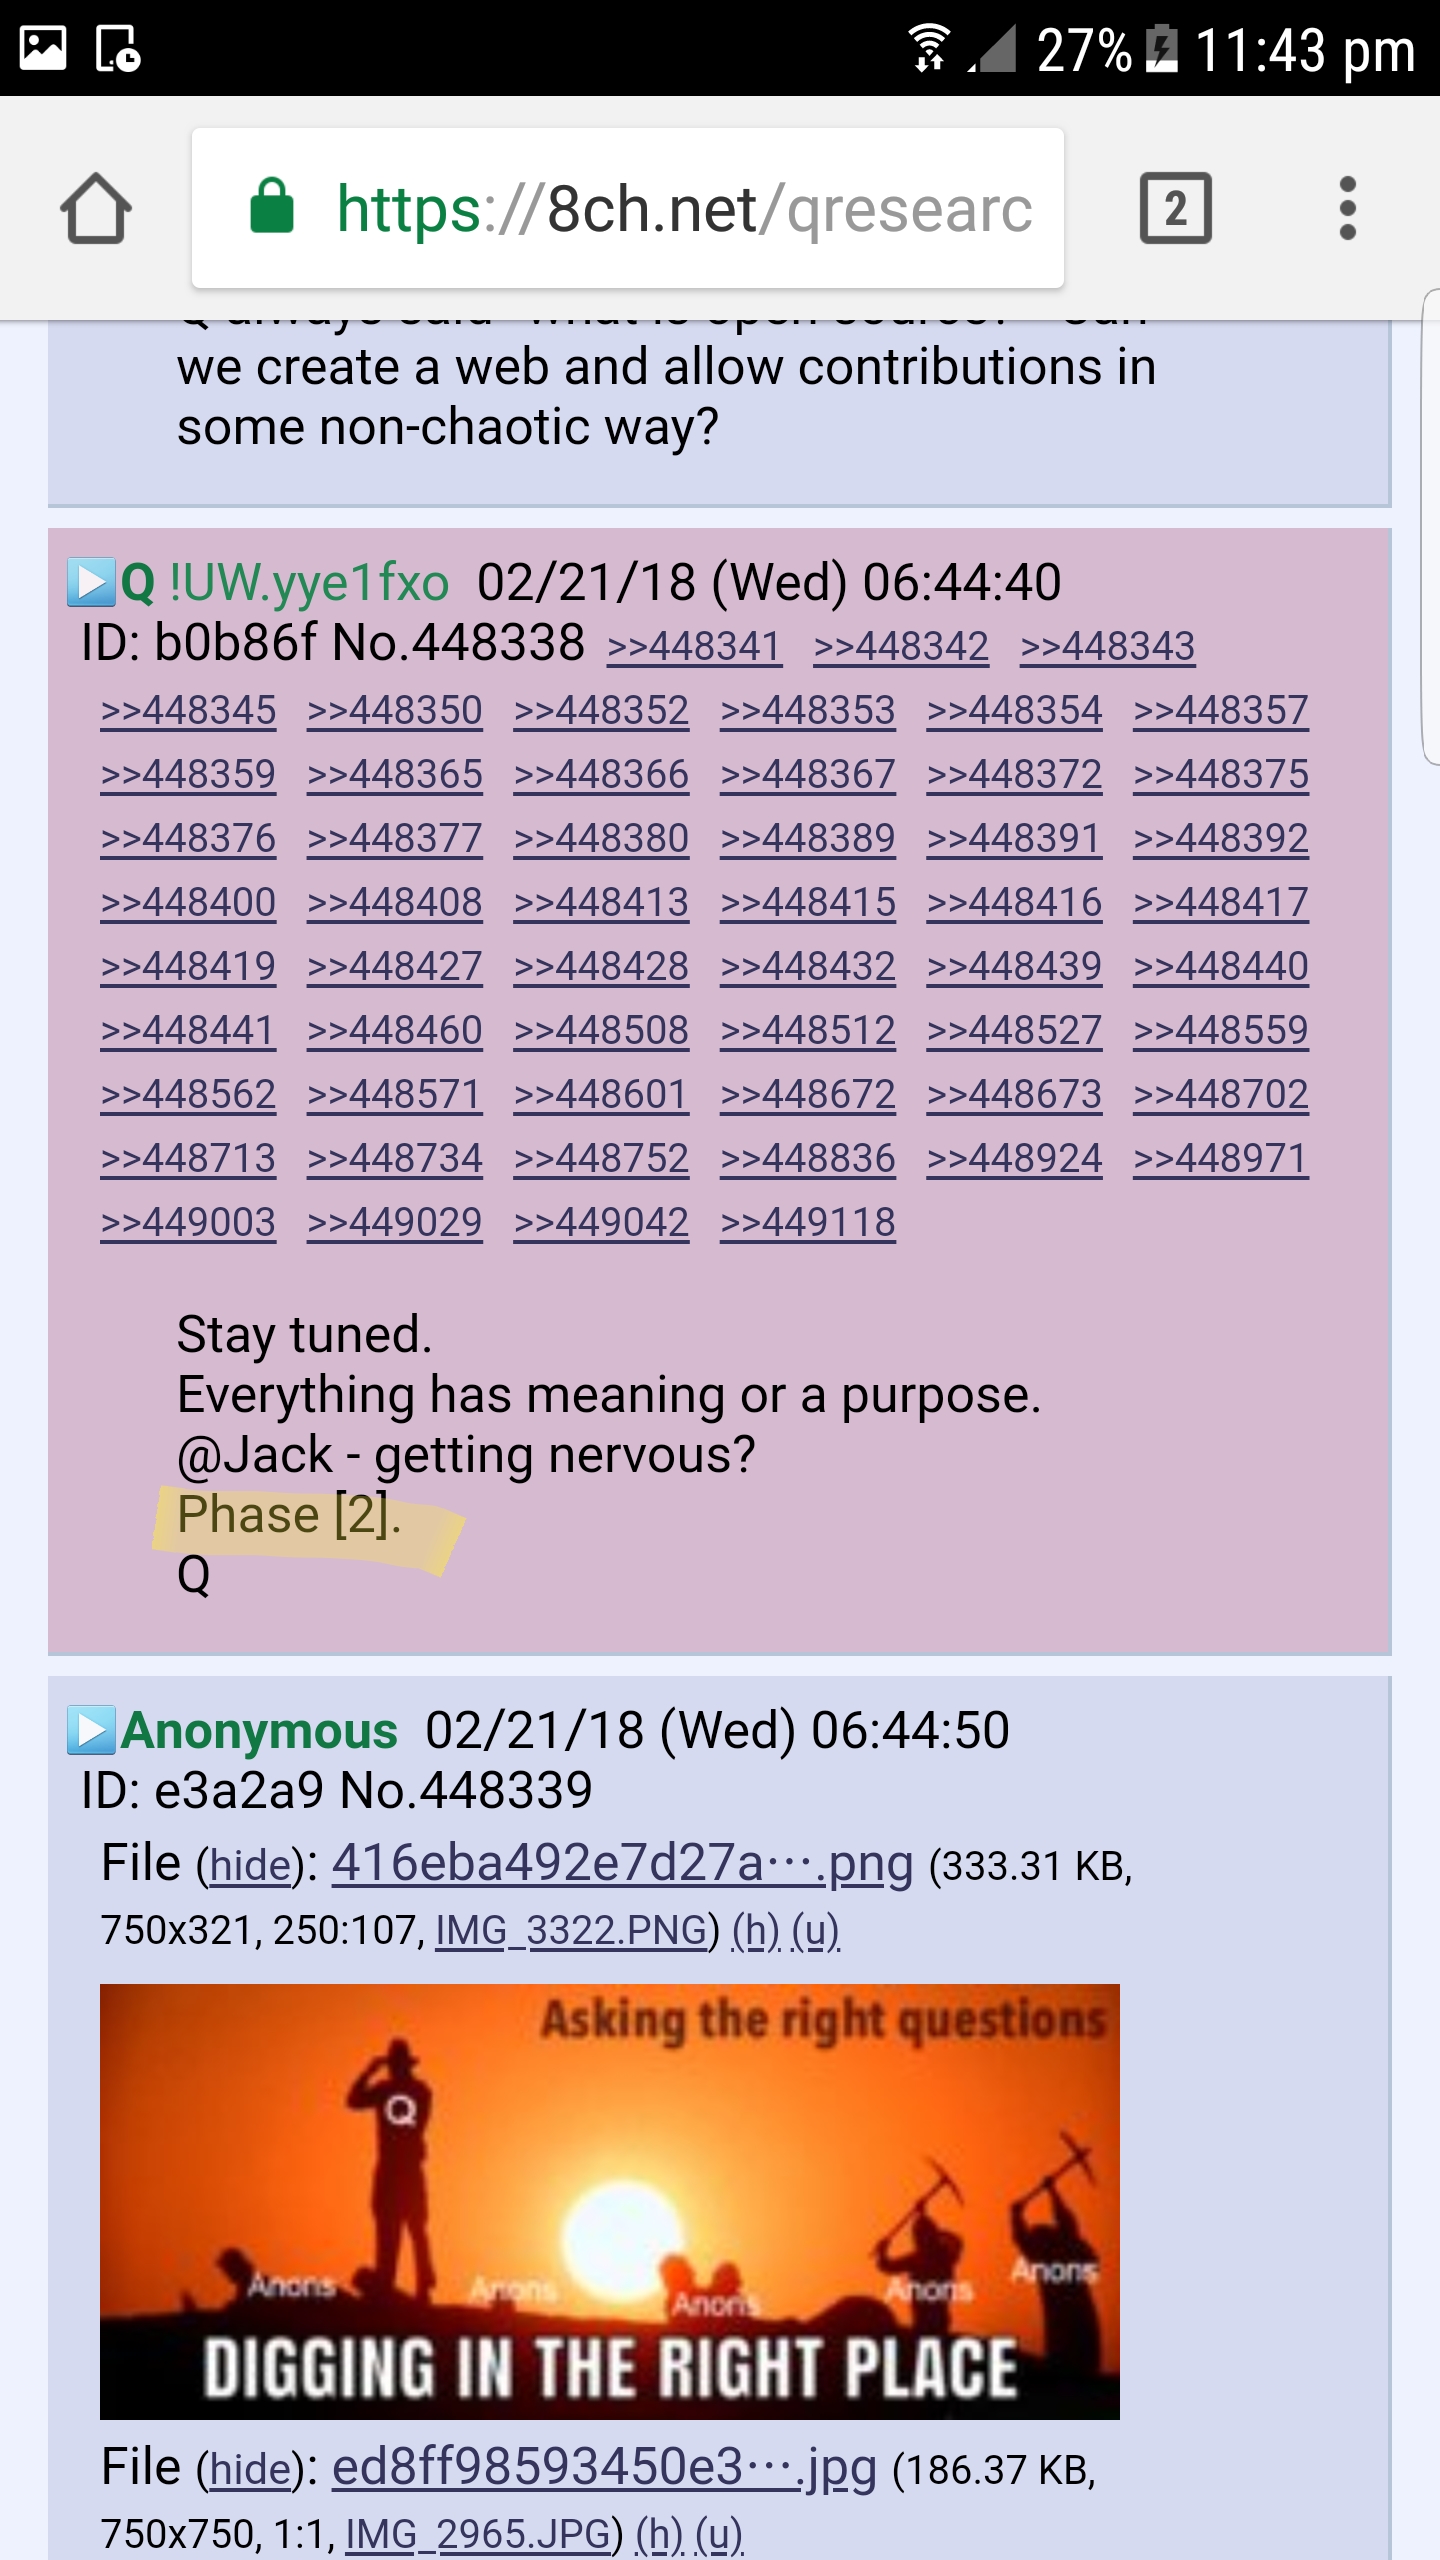 27% 11:43 pm
https://8ch.net/qresearc
2
we create a web and allow contributions in
some non-chaotic way?
Q !UW.yye1fxo 02/21/18 (Wed) 06:44:40
ID: b0b86f No.448338 >>448341 >>448342 >>448343
>>448345 >>448350 >>448352 >>448353 >>448354 >>448357
>>448359 >>448365 >>448366 >>448367 >>448372 >>448375
>>448376 >>448377 >>448380 >>448389 >>448391 >>448392
>>448400 >>448408 >>448413 >>448415 >>448416 >>448417
>>448419 >>448427 >>448428 >>448432 >>448439 >>448440
>>448441 >>448460 >>448508 >>448512 >>448527 >>448559
>>448562 >>448571 >>448601 >>448672 >>448673 >>448702
>>448713 >>448734 >>448752 >>448836 >>448924 >>448971
>>449003 >>449029 >>449042 >>449118
Stay tuned.
Everything has meaning or a purpose.
@Jack - getting nervous?
Phase [2].
Q
Anonymous 02/21/18 (Wed) 06:44:50
ID: e3a2a9 No.448339
File (hide): 416eba492e7d27a⋯.png (333.31 KB,
750x321, 250:107, IMG_3322.PNG) (h) (u)
Asking the right questions
Q
Anons Anons Anons Anons Anons
DIGGING IN THE RIGHT PLACE
File (hide): ed8ff98593450e3⋯.jpg (186.37 KB,
750x750, 1:1, IMG_2965.JPG) (h) (u)